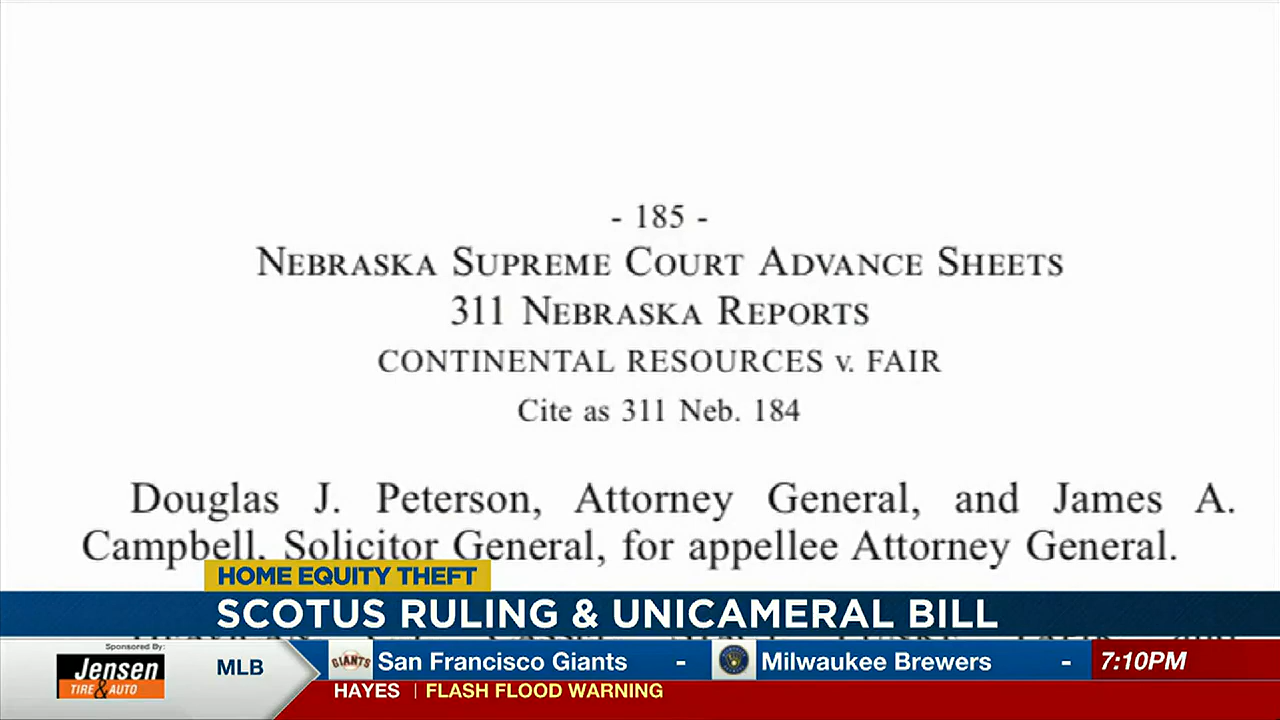 - 185 -
NEBRASKA SUPREME COURT ADVANCE SHEETS
311 NEBRASKA REPORTS
CONTINENTAL RESOURCES v. FAIR
Cite as 311 Neb. 184
Douglas J. Peterson, Attorney General, and James A.
Campbell, Solicitor General, for appellee Attorney General.
HOME EQUITY THEFT
SCOTUS RULING & UNICAMERAL BILL
Sponsored By:
Jensen
TIRE & AUTO
MLB
GIANTS
San Francisco Giants -
Milwaukee Brewers -
7:10PM
HAYES | FLASH FLOOD WARNING